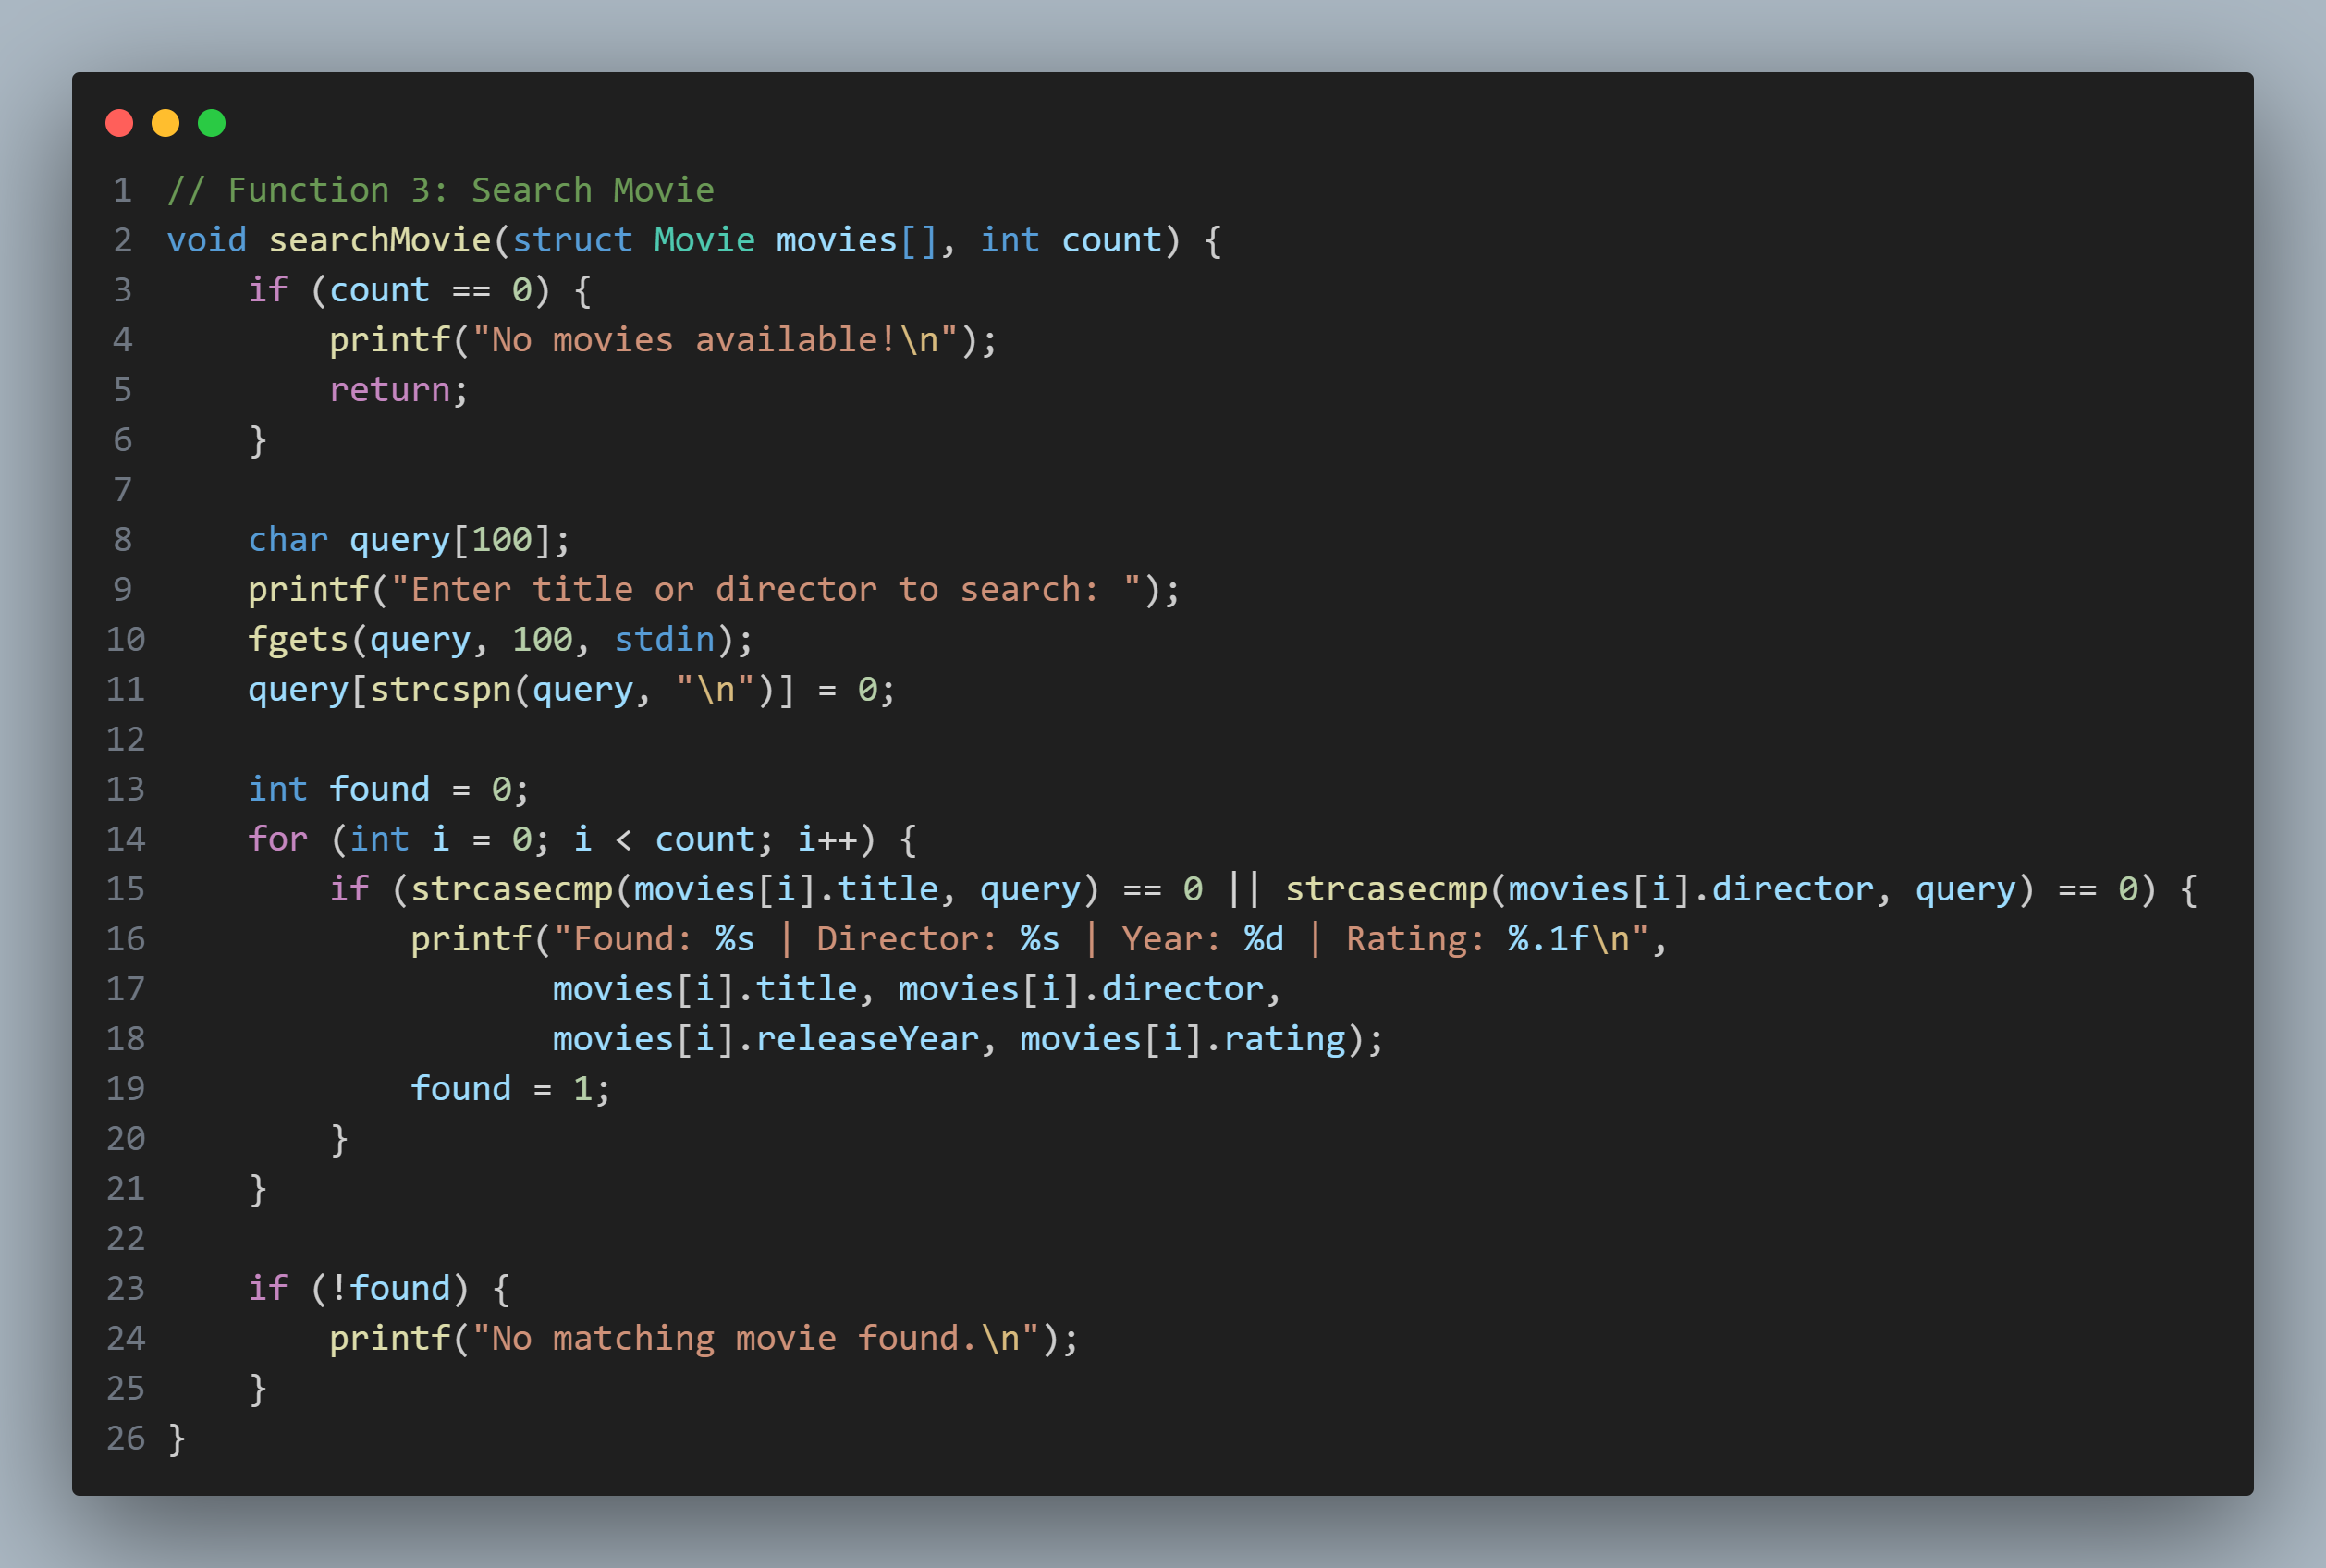 1 // Function 3: Search Movie
2 void searchMovie(struct Movie movies[], int count) {
3     if (count == 0) {
4         printf("No movies available!\n");
5         return;
6     }
7
8     char query[100];
9     printf("Enter title or director to search: ");
10     fgets(query, 100, stdin);
11     query[strcspn(query, "\n")] = 0;
12
13     int found = 0;
14     for (int i = 0; i < count; i++) {
15         if (strcasecmp(movies[i].title, query) == 0 || strcasecmp(movies[i].director, query) == 0) {
16             printf("Found: %s | Director: %s | Year: %d | Rating: %.1f\n",
17                    movies[i].title, movies[i].director,
18                    movies[i].releaseYear, movies[i].rating);
19             found = 1;
20         }
21     }
22
23     if (!found) {
24         printf("No matching movie found.\n");
25     }
26 }